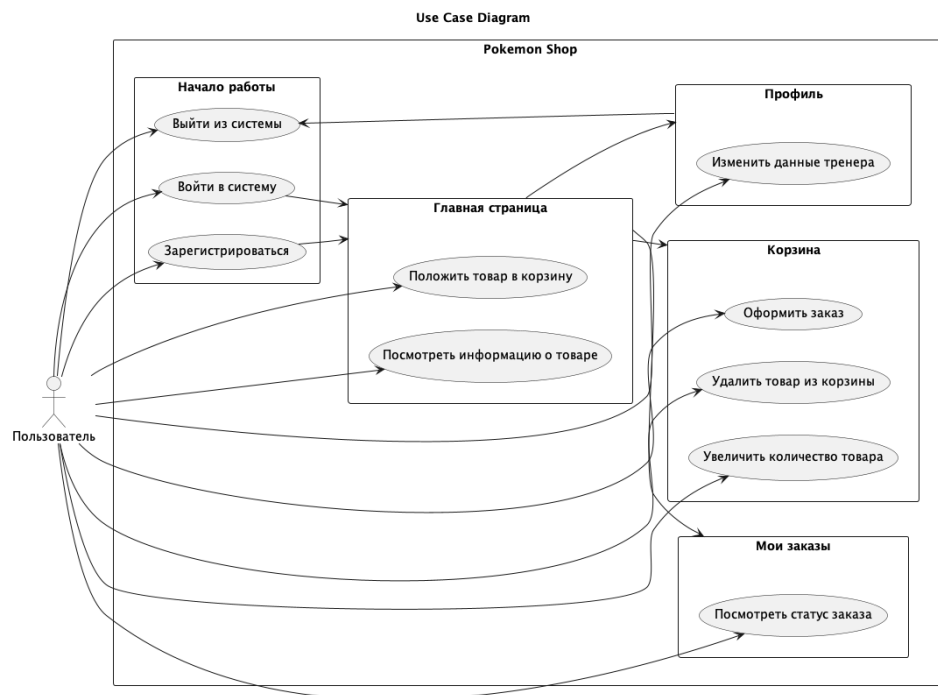 Use Case Diagram
Pokemon Shop
Начало работы
Выйти из системы
Войти в систему
Зарегистрироваться
Главная страница
Положить товар в корзину
Посмотреть информацию о товаре
Профиль
Изменить данные тренера
Корзина
Оформить заказ
Удалить товар из корзины
Увеличить количество товара
Мои заказы
Посмотреть статус заказа
Пользователь